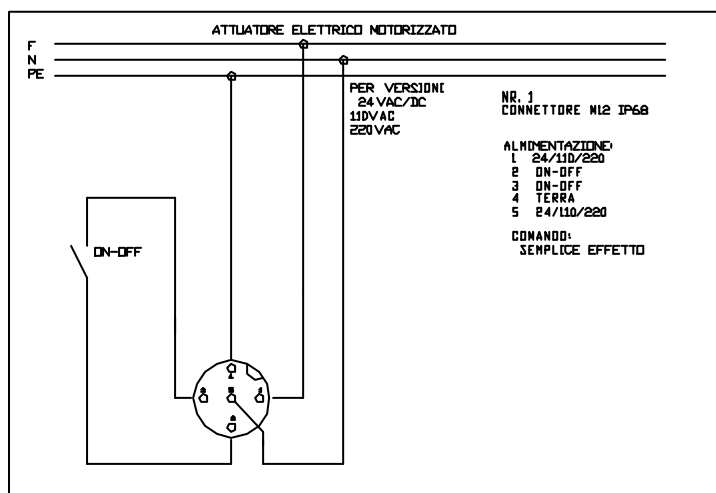 ATTUATORE ELETTRICO MOTORIZZATO
F
N
PE
PER VERSIONI
24 VAC/DC
110VAC
220VAC
NR. 1
CONNETTORE M12 IP68
ALIMENTAZIONE:
1 24/110/220
2 ON-OFF
3 ON-OFF
4 TERRA
5 24/110/220
COMANDO:
SEMPLICE EFFETTO
ON-OFF
5